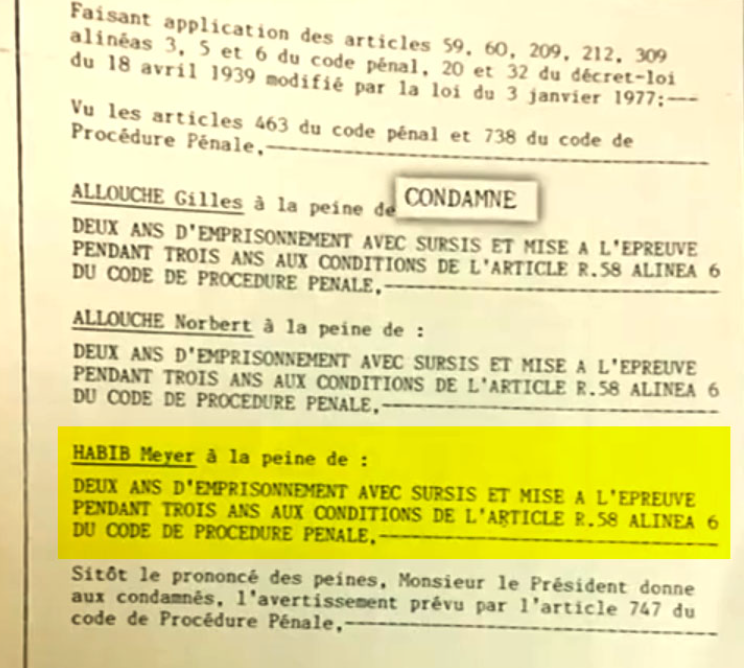 Faisant application des articles 59, 60, 209, 212, 309
alinéas 3, 5 et 6 du code pénal, 20 et 32 du décret-loi
du 18 avril 1939 modifié par la loi du 3 janvier 1977;---
Vu les articles 463 du code pénal et 738 du code de
Procédure Pénale,---
CONDAMNE
ALLOUCHE Gilles à la peine de
DEUX ANS D'EMPRISONNEMENT AVEC SURSIS ET MISE A L'EPREUVE
PENDANT TROIS ANS AUX CONDITIONS DE L'ARTICLE R.58 ALINEA 6
DU CODE DE PROCEDURE PENALE,---
ALLOUCHE Norbert à la peine de :
DEUX ANS D'EMPRISONNEMENT AVEC SURSIS ET MISE A L'EPREUVE
PENDANT TROIS ANS AUX CONDITIONS DE L'ARTICLE R.58 ALINEA 6
DU CODE DE PROCEDURE PENALE,---
HABIB Meyer à la peine de :
DEUX ANS D'EMPRISONNEMENT AVEC SURSIS ET MISE A L'EPREUVE
PENDANT TROIS ANS AUX CONDITIONS DE L'ARTICLE R.58 ALINEA 6
DU CODE DE PROCEDURE PENALE,---
Sitôt le prononcé des peines, Monsieur le Président donne
aux condamnés, l'avertissement prévu par l'article 747 du
code de Procédure Pénale,---